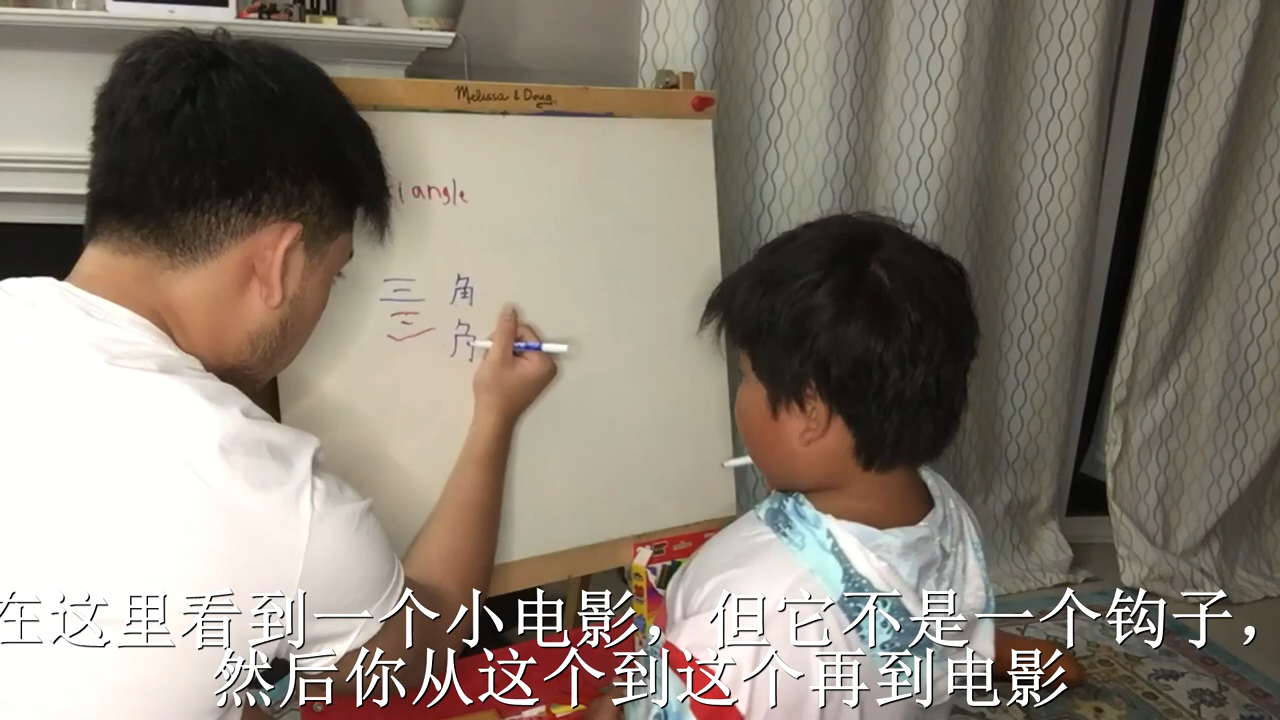 Melissa & Doug
iangle
三 角
三
在这里看到一个小电影，但它不是一个钩子，
然后你从这个到这个再到电影